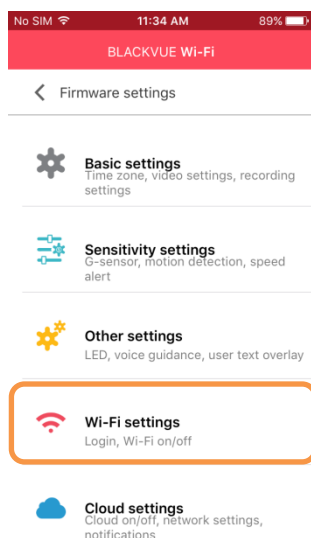 No SIM 11:34 AM 89%
BLACKVUE Wi-Fi
Firmware settings
Basic settings
Time zone, video settings, recording
settings
Sensitivity settings
G-sensor, motion detection, speed
alert
Other settings
LED, voice guidance, user text overlay
Wi-Fi settings
Login, Wi-Fi on/off
Cloud settings
Cloud on/off, network settings,
notifications